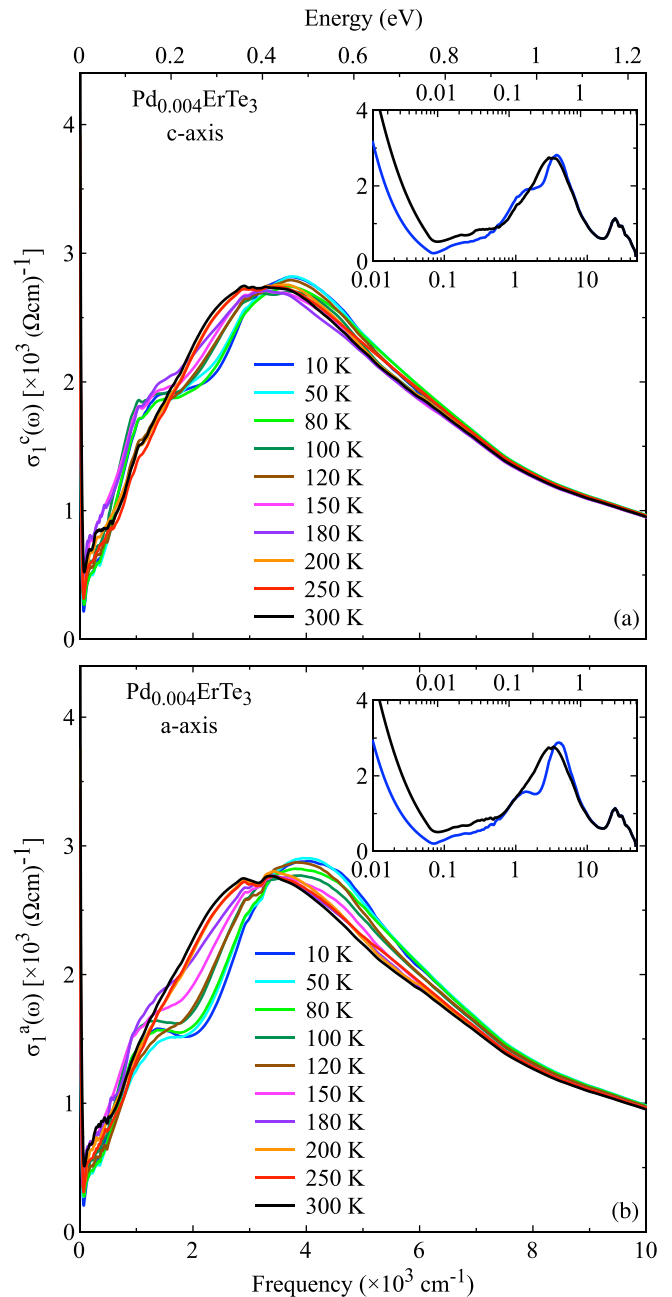 Energy (eV)
0 0.2 0.4 0.6 0.8 1 1.2
Pd0.004ErTe3
c-axis
0.01 0.1 1
4
2
0
0.01 0.1 1 10
4
3
2
1
0
σ1c(ω) [×10³ (Ωcm)⁻¹]
10 K
50 K
80 K
100 K
120 K
150 K
180 K
200 K
250 K
300 K
(a)
Pd0.004ErTe3
a-axis
0.01 0.1 1
4
2
0
0.01 0.1 1 10
4
3
2
1
0
σ1a(ω) [×10³ (Ωcm)⁻¹]
10 K
50 K
80 K
100 K
120 K
150 K
180 K
200 K
250 K
300 K
(b)
0 2 4 6 8 10
Frequency (×10³ cm⁻¹)